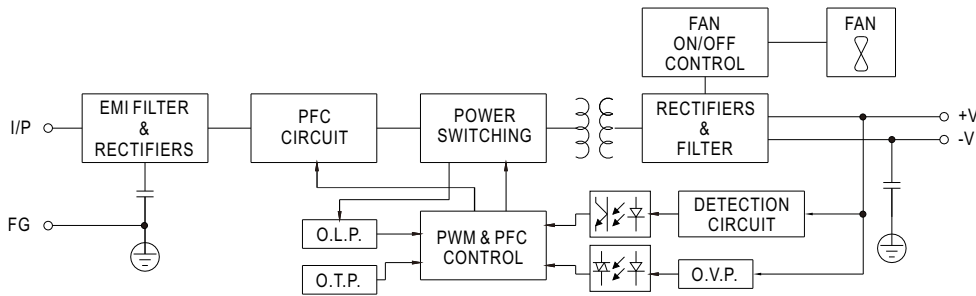 FAN
ON/OFF
CONTROL
FAN
I/P
EMI FILTER
&
RECTIFIERS
PFC
CIRCUIT
POWER
SWITCHING
RECTIFIERS
&
FILTER
+V
-V
FG
O.L.P.
O.T.P.
PWM & PFC
CONTROL
DETECTION
CIRCUIT
O.V.P.